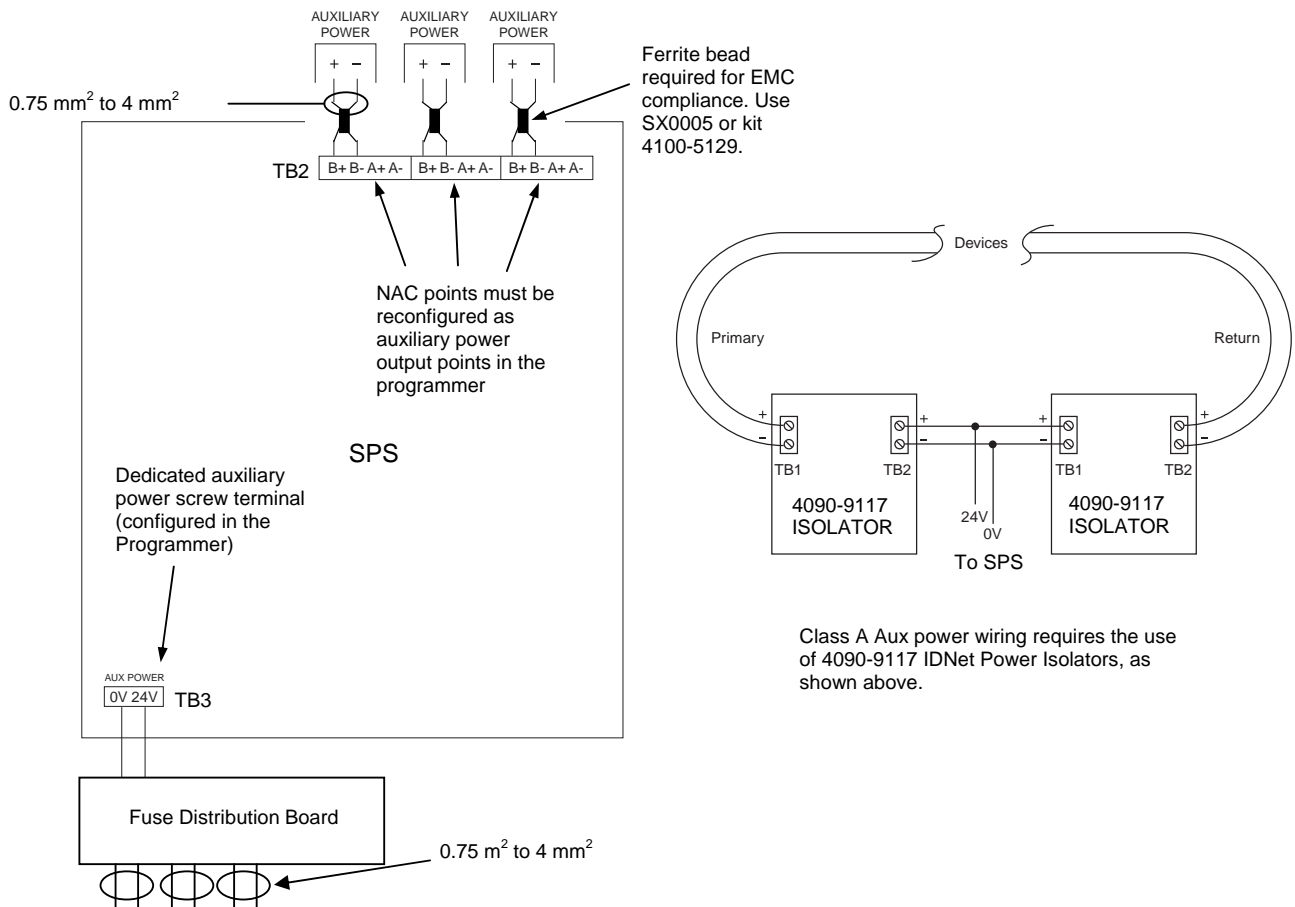 AUXILIARY POWER
AUXILIARY POWER
AUXILIARY POWER
+ −
+ −
+ −
0.75 mm² to 4 mm²
Ferrite bead
required for EMC
compliance. Use
SX0005 or kit
4100-5129.
TB2
B+ B- A+ A-
B+ B- A+ A-
B+ B- A+ A-
NAC points must be
reconfigured as
auxiliary power
output points in the
programmer
SPS
Dedicated auxiliary
power screw terminal
(configured in the
Programmer)
AUX POWER
0V 24V
TB3
Fuse Distribution Board
0.75 m² to 4 mm²
Devices
Primary
Return
+
−
TB1
+
−
TB2
4090-9117
ISOLATOR
24V
0V
To SPS
+
−
TB1
+
−
TB2
4090-9117
ISOLATOR
Class A Aux power wiring requires the use
of 4090-9117 IDNet Power Isolators, as
shown above.